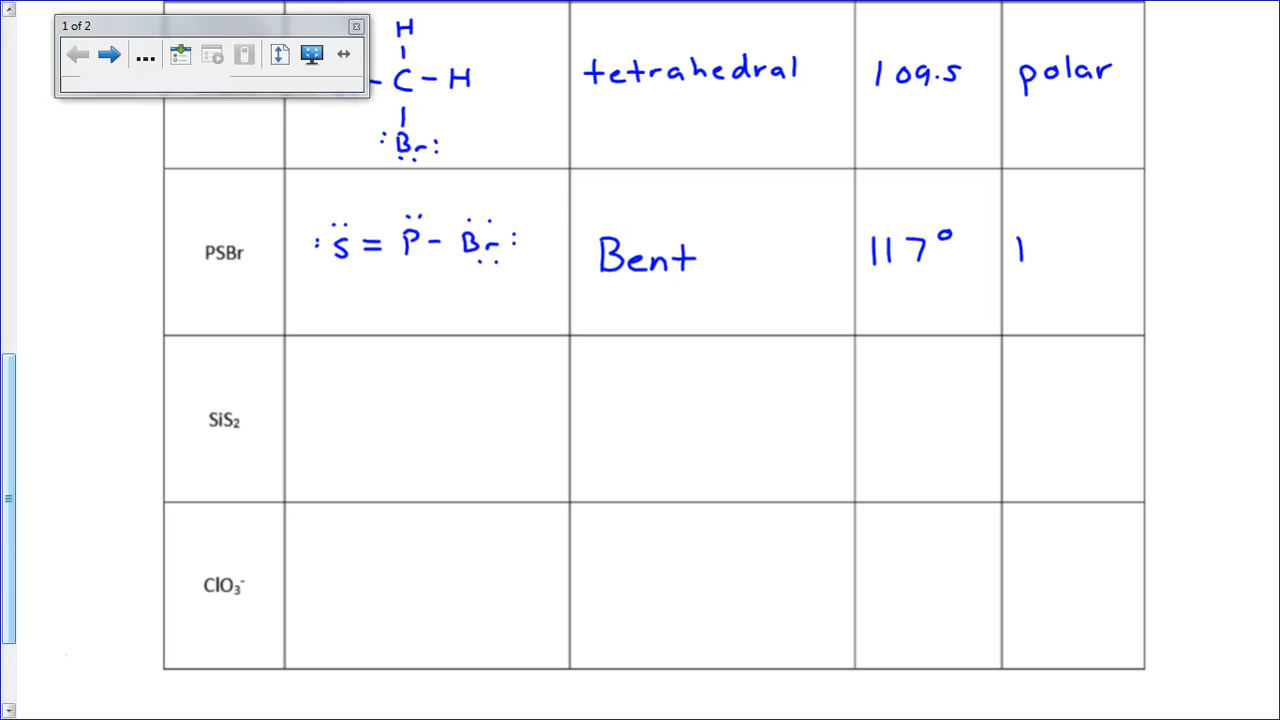 1 of 2
H
– C – H
:Br:
tetrahedral
109.5
polar
PSBr
:S = P – Br:
Bent
117°
SiS₂
ClO₃⁻